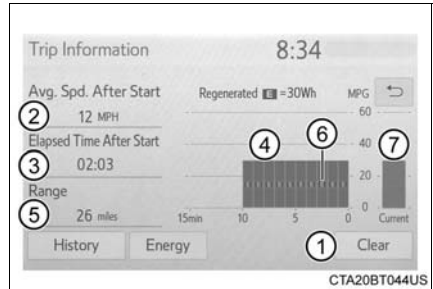 Trip Information 8:34
Avg. Spd. After Start Regenerated E =30Wh MPG
2 12 MPH 60
Elapsed Time After Start 4 6 7
40
3 02:03
20
Range
5 26 miles 0
15min 10 5 0 Current
History Energy 1 Clear
CTA20BT044US